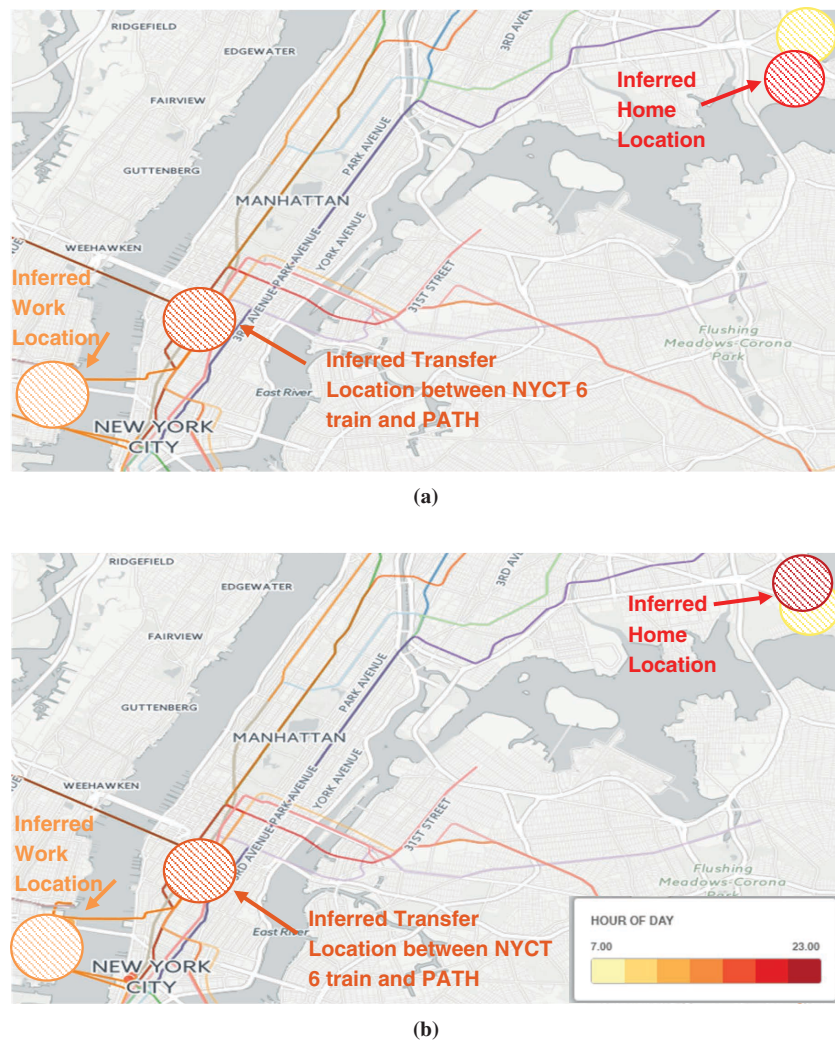 RIDGEFIELD
EDGEWATER
3RD AVENUE
Inferred
Home
Location
FAIRVIEW
PARK AVENUE
GUTTENBERG
MANHATTAN
YORK AVENUE
WEEHAWKEN
3RD AVENUE-PARK-AVENUE
31ST STREET
Inferred
Work
Location
Flushing
Meadows-Corona
Park
Inferred Transfer
Location between NYCT 6
train and PATH
East River
NEW YORK
CITY
(a)
RIDGEFIELD
EDGEWATER
3RD AVE
Inferred
Home
Location
FAIRVIEW
PARK AVENUE
GUTTENBERG
MANHATTAN
YORK AVENUE
WEEHAWKEN
3RD AVENUE-PARK-AVENUE
31ST STREET
Inferred
Work
Location
Flushing
Meadows-Corona
Park
Inferred Transfer
Location between NYCT
6 train and PATH
East River
NEW YORK
CITY
HOUR OF DAY
7.00 23.00
(b)